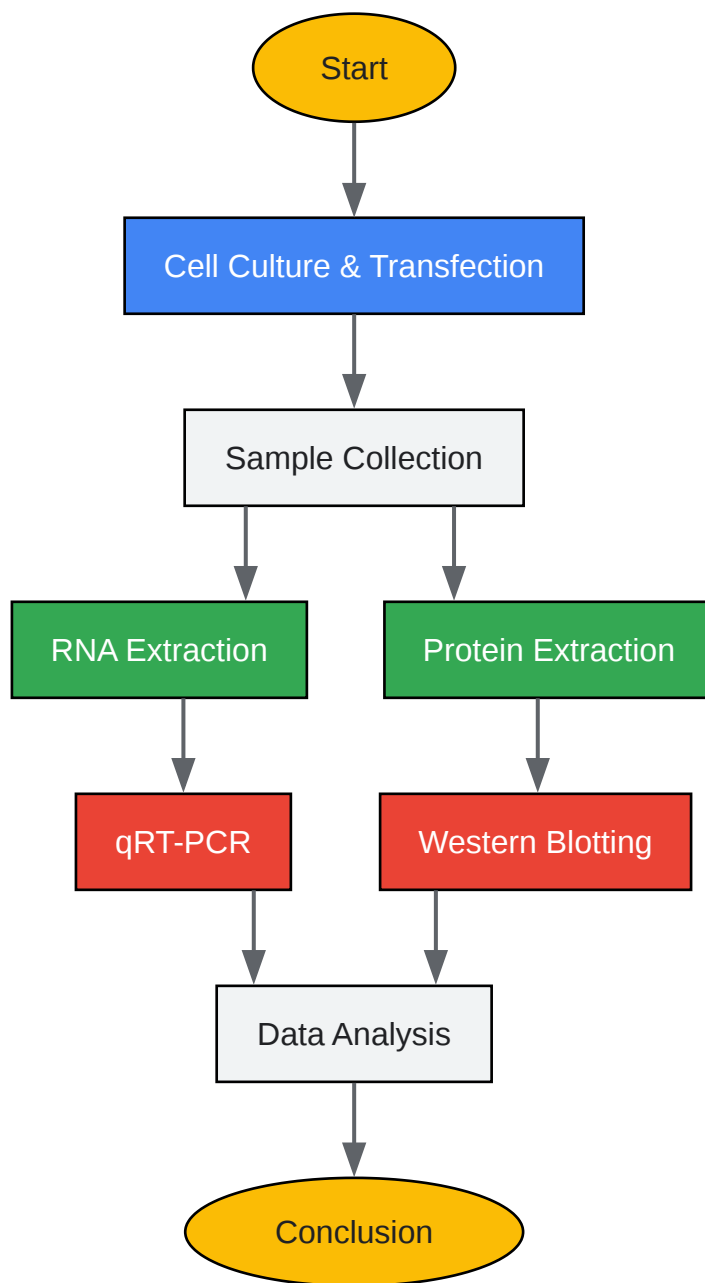 Start
Cell Culture & Transfection
Sample Collection
RNA Extraction
Protein Extraction
qRT-PCR
Western Blotting
Data Analysis
Conclusion